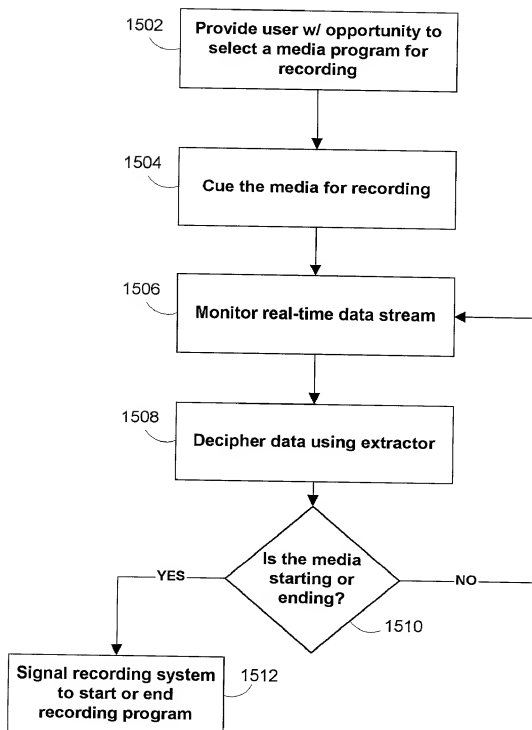 1502
Provide user w/ opportunity to
select a media program for
recording
1504
Cue the media for recording
1506
Monitor real-time data stream
1508
Decipher data using extractor
Is the media
starting or
ending?
YES
NO
1510
Signal recording system
to start or end
recording program
1512